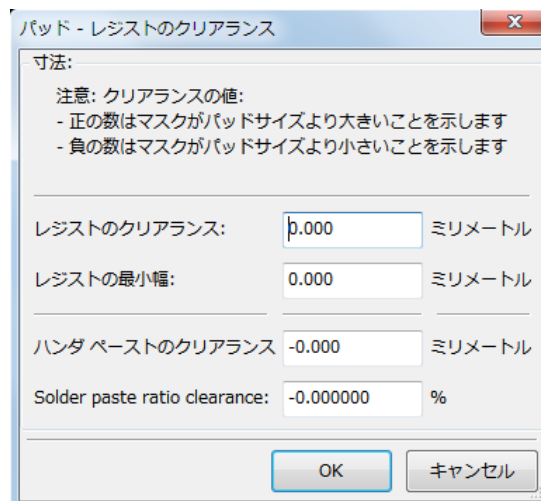 パッド - レジストのクリアランス
寸法:
注意: クリアランスの値:
- 正の数はマスクがパッドサイズより大きいことを示します
- 負の数はマスクがパッドサイズより小さいことを示します
レジストのクリアランス: 0.000 ミリメートル
レジストの最小幅: 0.000 ミリメートル
ハンダ ペーストのクリアランス -0.000 ミリメートル
Solder paste ratio clearance: -0.000000 %
OK キャンセル